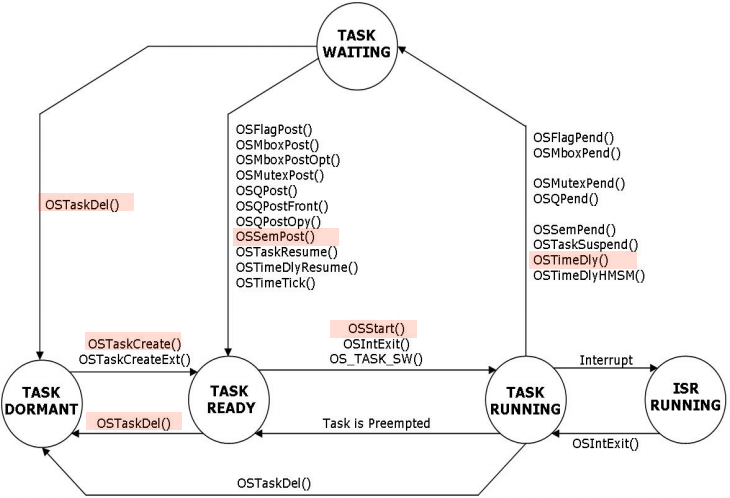 TASK
WAITING
OSFlagPost()
OSMboxPost()
OSMboxPostOpt()
OSMutexPost()
OSQPost()
OSQPostFront()
OSQPostOpy()
OSSemPost()
OSTaskResume()
OSTimeDlyResume()
OSTimeTick()
OSFlagPend()
OSMboxPend()
OSMutexPend()
OSQPend()
OSSemPend()
OSTaskSuspend()
OSTimeDly()
OSTimeDlyHMSM()
OSTaskDel()
OSTaskCreate()
OSTaskCreateExt()
OSStart()
OSIntExit()
OS_TASK_SW()
Interrupt
TASK
DORMANT
TASK
READY
TASK
RUNNING
ISR
RUNNING
OSTaskDel()
Task is Preempted
OSIntExit()
OSTaskDel()